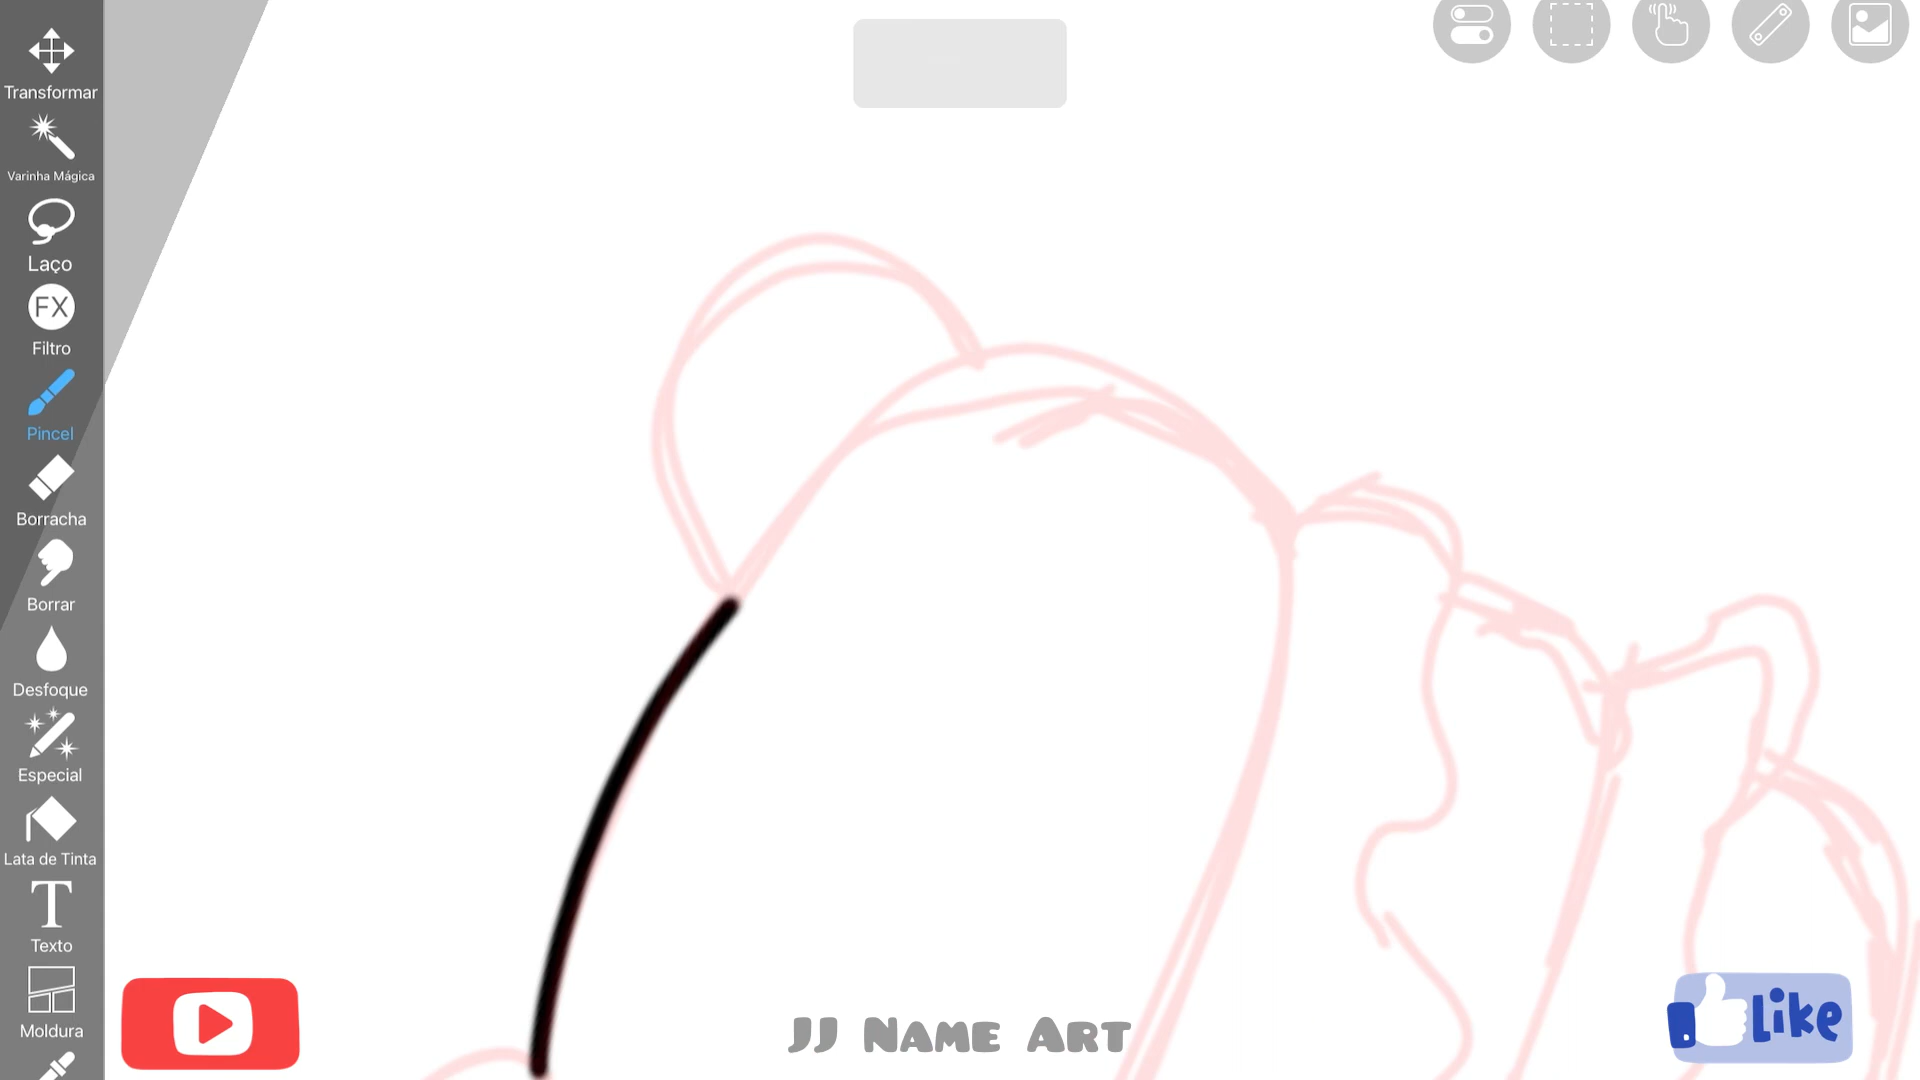 Transformar
Varinha Mágica
Laço
FX
Filtro
Pincel
Borracha
Borrar
Desfoque
Especial
Lata de Tinta
T
Texto
Moldura
JJ Name Art
Like